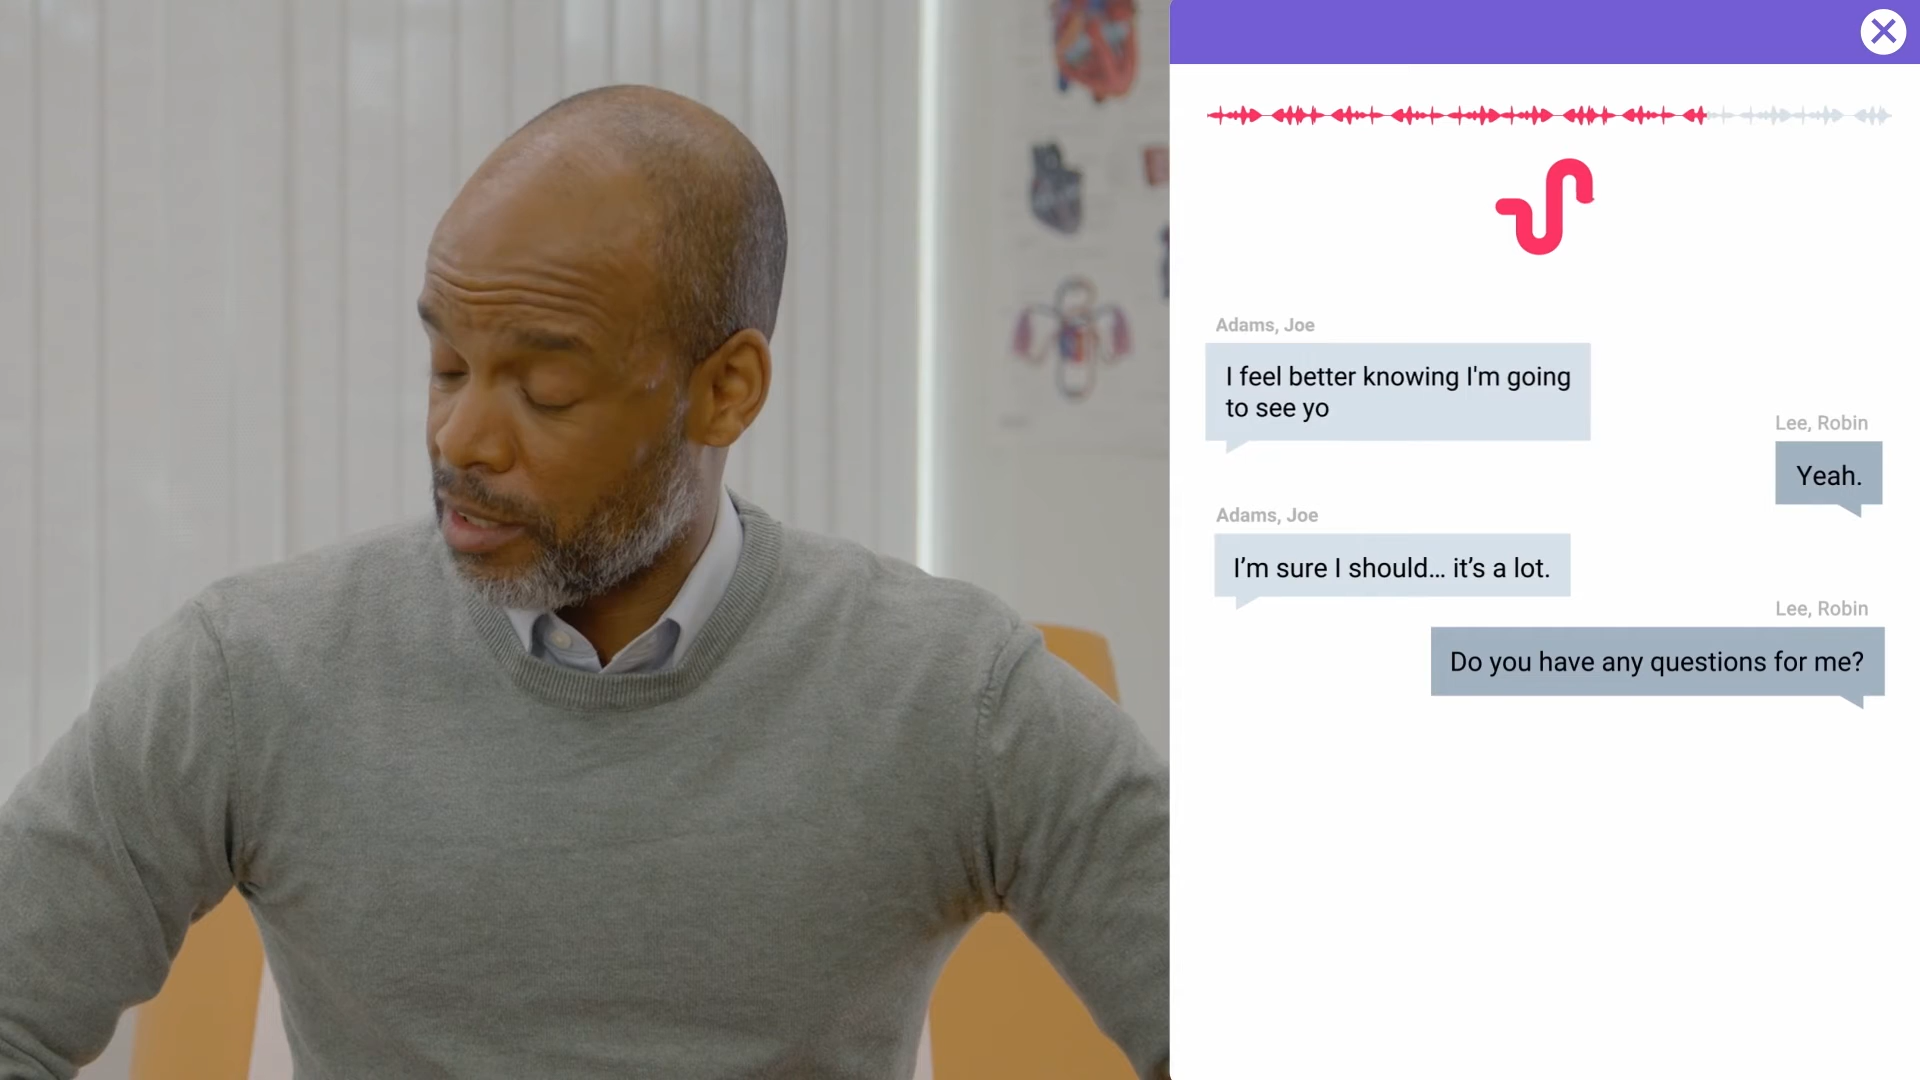 Adams, Joe
I feel better knowing I'm going
to see yo
Lee, Robin
Yeah.
Adams, Joe
I’m sure I should... it’s a lot.
Lee, Robin
Do you have any questions for me?